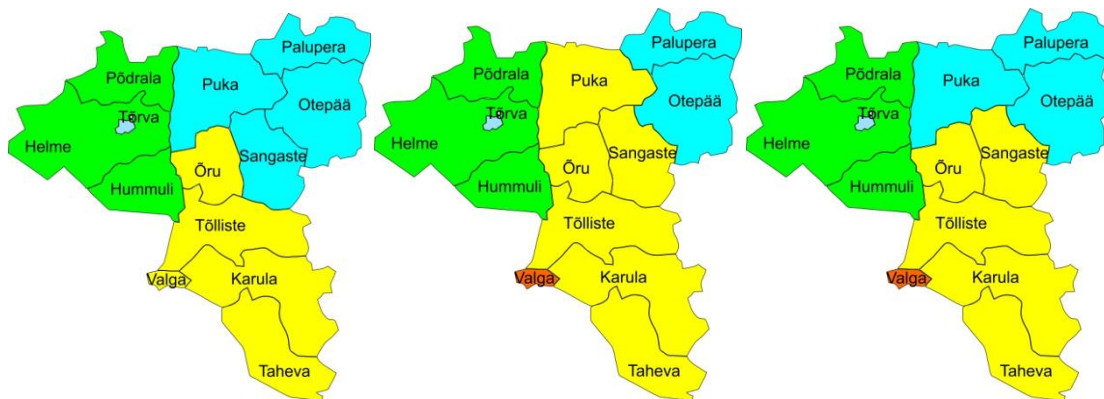 Palupera
Põdrala
Puka
Otepää
Tõrva
Helme
Sangaste
Õru
Hummuli
Tõlliste
Valga
Karula
Taheva
Palupera
Põdrala
Puka
Otepää
Tõrva
Helme
Sangaste
Õru
Hummuli
Tõlliste
Valga
Karula
Taheva
Palupera
Põdrala
Puka
Otepää
Tõrva
Helme
Sangaste
Õru
Hummuli
Tõlliste
Valga
Karula
Taheva